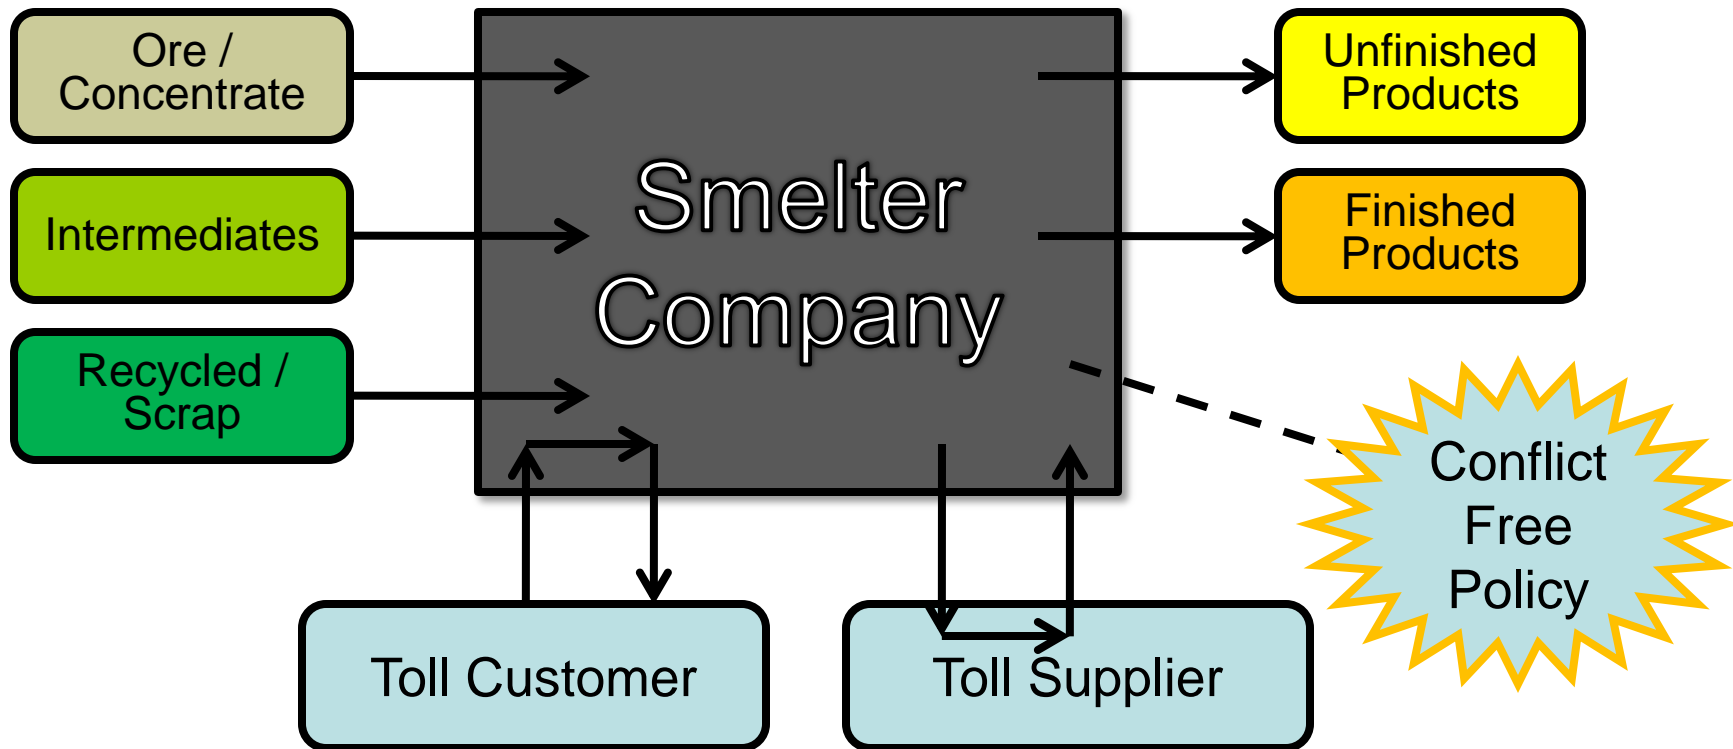 Ore /
Concentrate
Intermediates
Recycled /
Scrap
Smelter
Company
Unfinished
Products
Finished
Products
Conflict
Free
Policy
Toll Customer
Toll Supplier